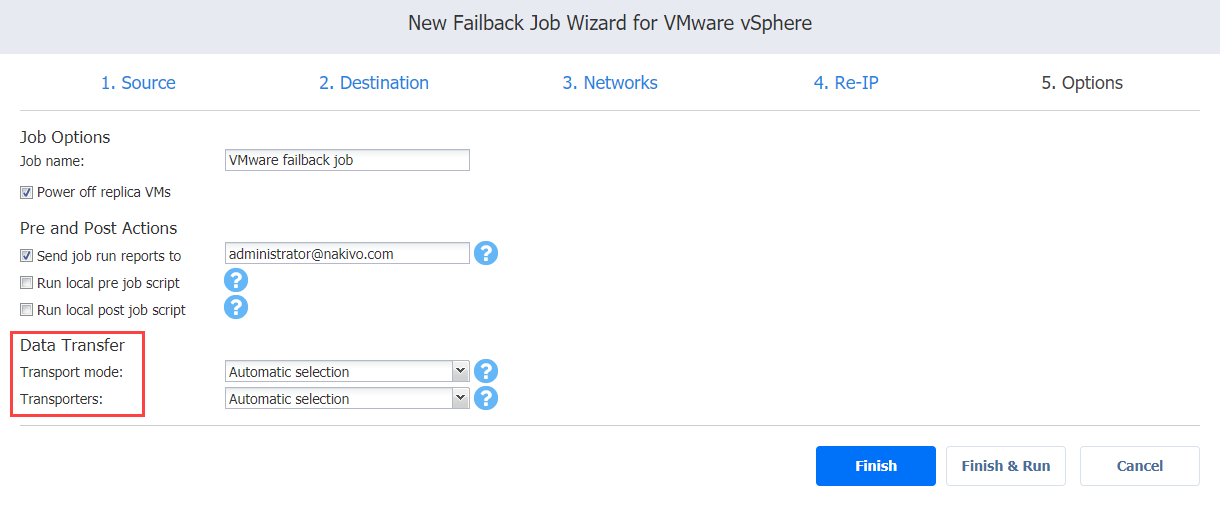 New Failback Job Wizard for VMware vSphere
1. Source 2. Destination 3. Networks 4. Re-IP 5. Options
Job Options
Job name: VMware failback job
Power off replica VMs
Pre and Post Actions
Send job run reports to administrator@nakivo.com ?
Run local pre job script ?
Run local post job script ?
Data Transfer
Transport mode: Automatic selection ?
Transporters: Automatic selection ?
Finish Finish & Run Cancel